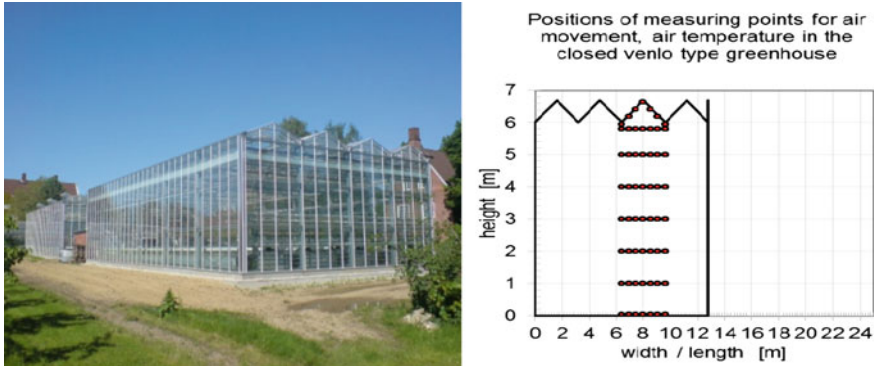 Positions of measuring points for air
movement, air temperature in the
closed venlo type greenhouse
7
6
5
4
3
2
1
0
height [m]
0 2 4 6 8 10 12 14 16 18 20 22 24
width / length [m]